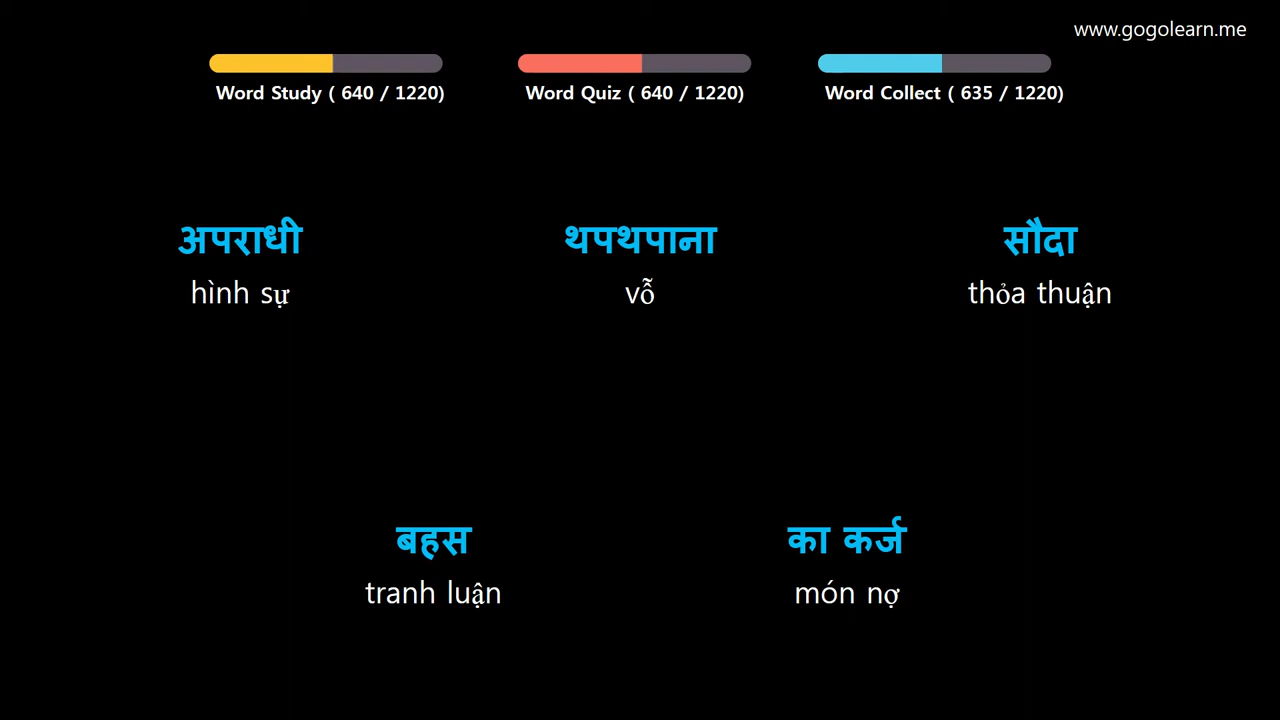 www.gogolearn.me
Word Study ( 640 / 1220)
Word Quiz ( 640 / 1220)
Word Collect ( 635 / 1220)
अपराधी
hình sự
थपथपाना
vỗ
सौदा
thỏa thuận
बहस
tranh luận
का कर्ज
món nợ